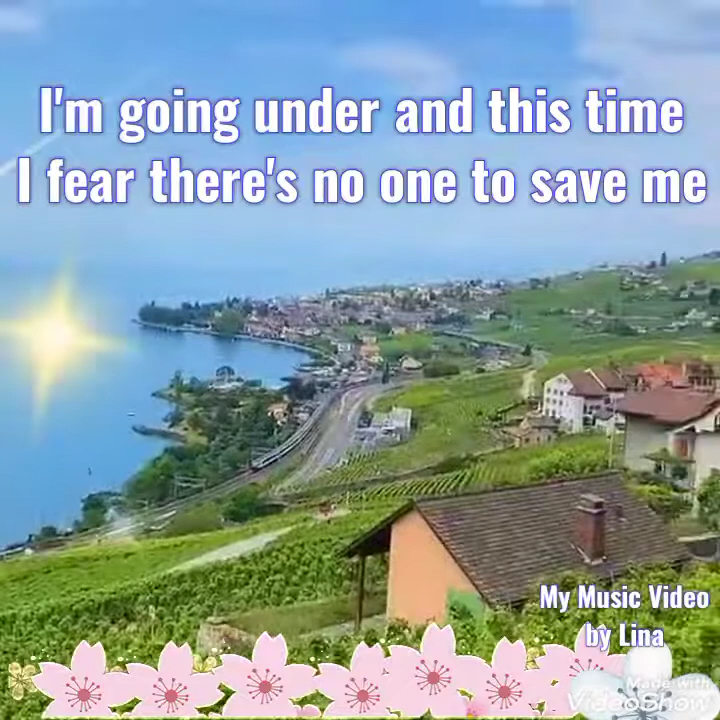 I'm going under and this time
I fear there's no one to save me
My Music Video
by Lina
Made with
VideoShow